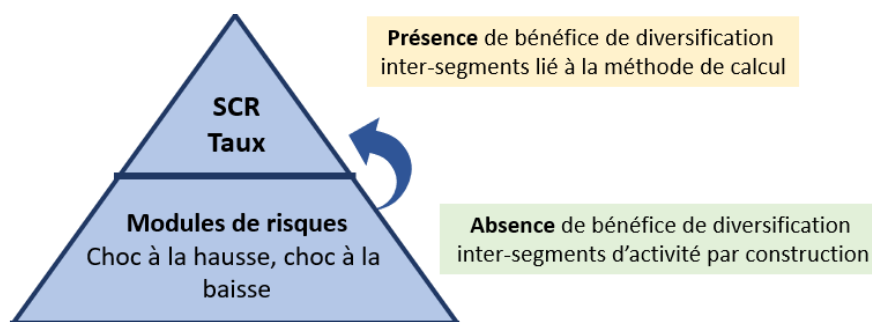 Présence de bénéfice de diversification
inter-segments lié à la méthode de calcul
SCR
Taux
Modules de risques
Choc à la hausse, choc à la
baisse
Absence de bénéfice de diversification
inter-segments d’activité par construction